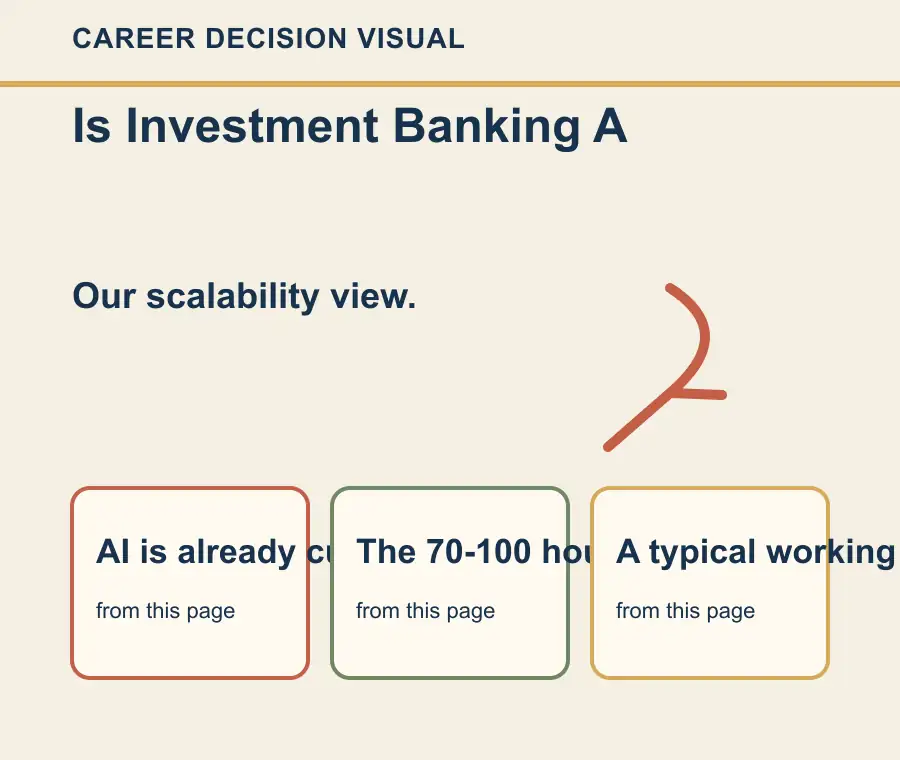 CAREER DECISION VISUAL
Is Investment Banking A
Our scalability view.
AI is already
The 70-100
A typical working
from this page
from this page
from this page